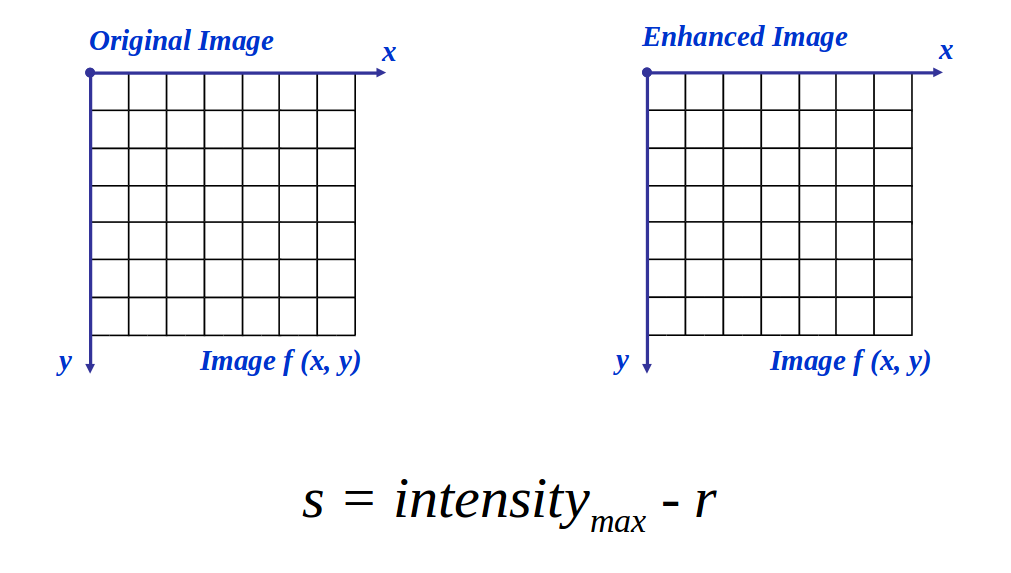 Original Image
x
y
Image f (x, y)
Enhanced Image
x
y
Image f (x, y)
s = intensitymax - r